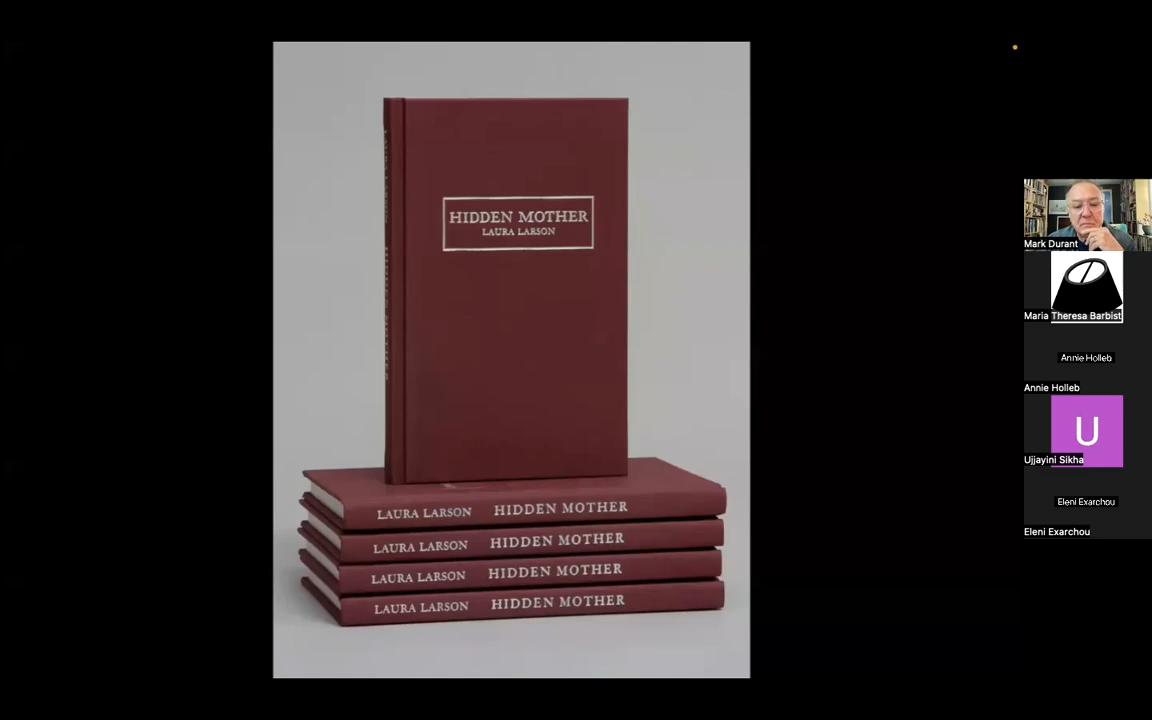 HIDDEN MOTHER
LAURA LARSON
LAURA LARSON HIDDEN MOTHER
LAURA LARSON HIDDEN MOTHER
LAURA LARSON HIDDEN MOTHER
LAURA LARSON HIDDEN MOTHER
Mark Durant
Maria Theresa Barbist
Annie Holleb
Annie Holleb
U
Ujjayini Sikha
Eleni Exarchou
Eleni Exarchou